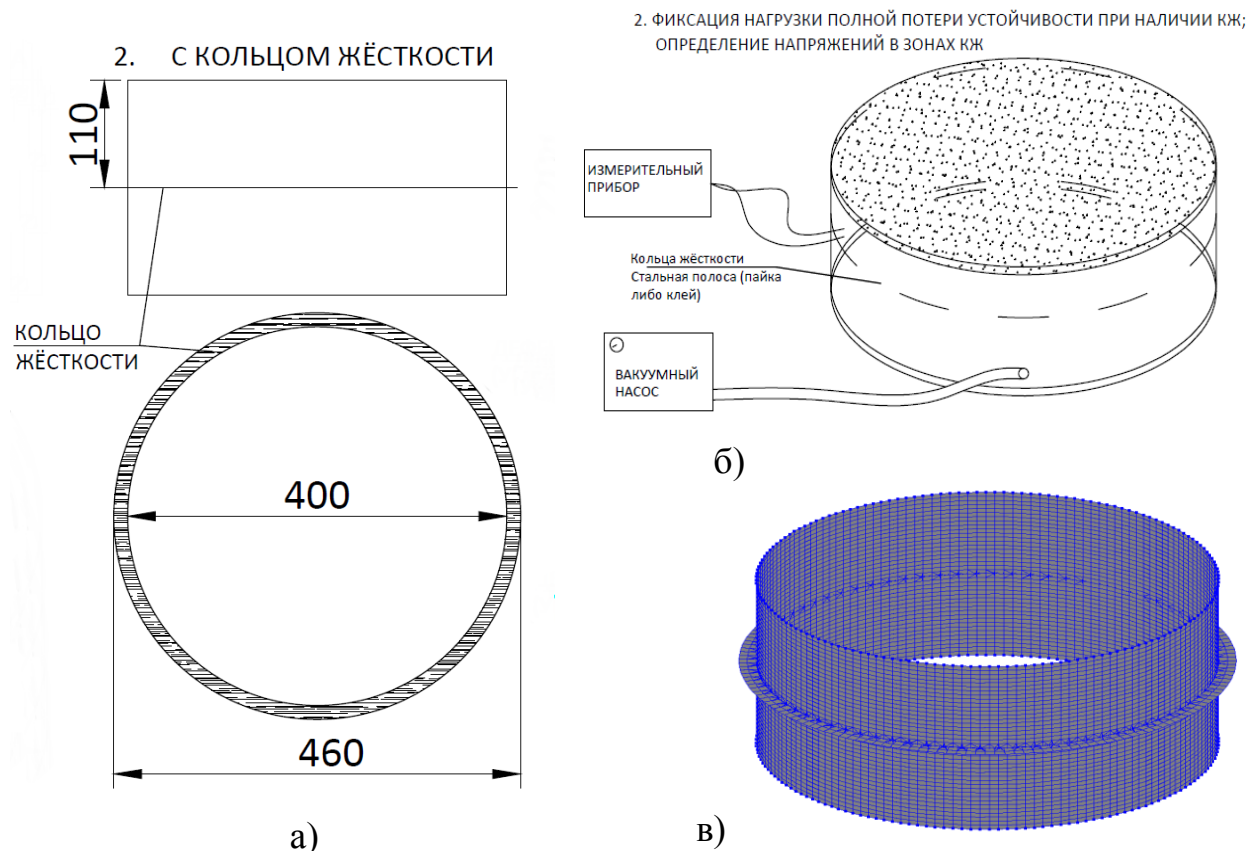 2. С КОЛЬЦОМ ЖЁСТКОСТИ
110
КОЛЬЦО
ЖЁСТКОСТИ
400
460
а)
2. ФИКСАЦИЯ НАГРУЗКИ ПОЛНОЙ ПОТЕРИ УСТОЙЧИВОСТИ ПРИ НАЛИЧИИ КЖ;
ОПРЕДЕЛЕНИЕ НАПРЯЖЕНИЙ В ЗОНАХ КЖ
ИЗМЕРИТЕЛЬНЫЙ
ПРИБОР
Кольца жёсткости
Стальная полоса (пайка
либо клей)
ВАКУУМНЫЙ
НАСОС
б)
в)